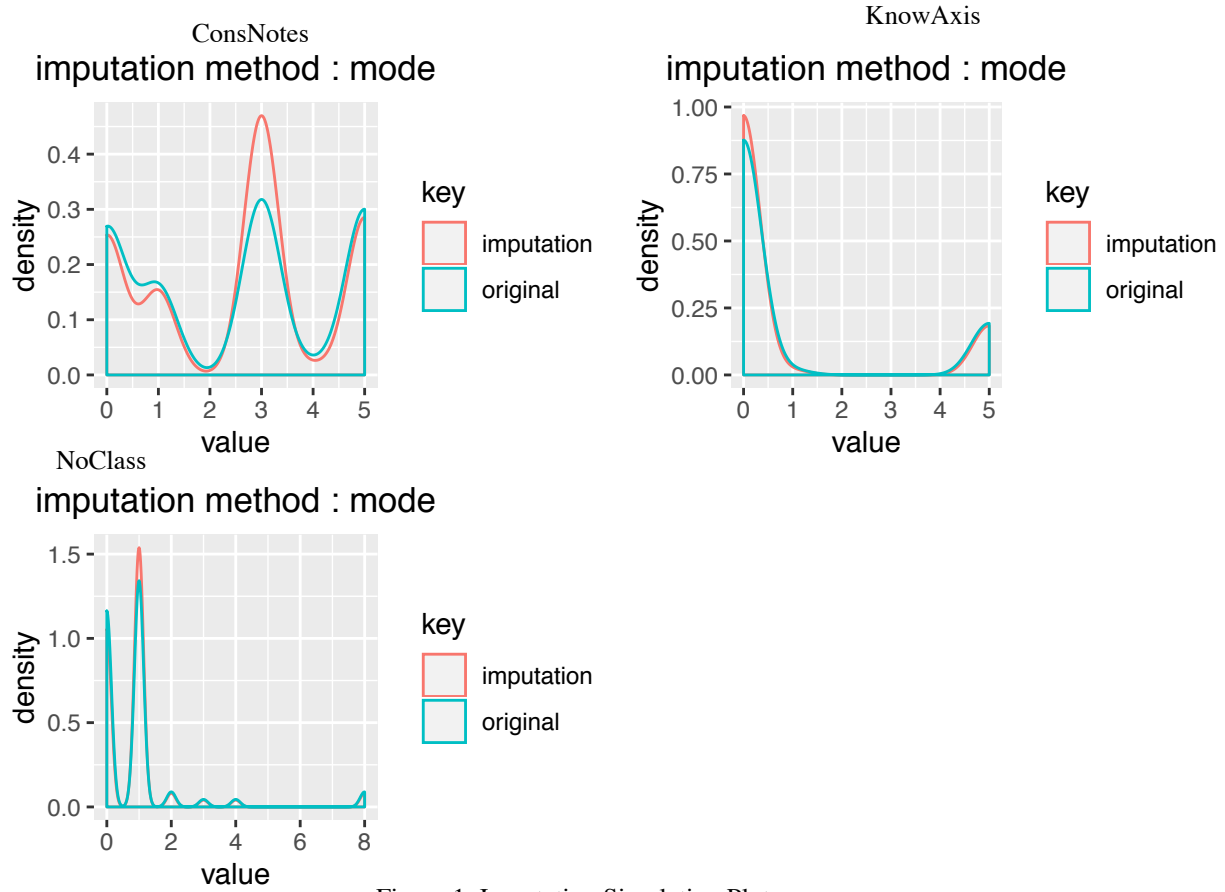 ConsNotes
imputation method : mode
density
0.4
0.3
0.2
0.1
0.0
0 1 2 3 4 5
value
key
imputation
original
KnowAxis
imputation method : mode
density
1.00
0.75
0.50
0.25
0.00
0 1 2 3 4 5
value
key
imputation
original
NoClass
imputation method : mode
density
1.5
1.0
0.5
0.0
0 2 4 6 8
value
key
imputation
original